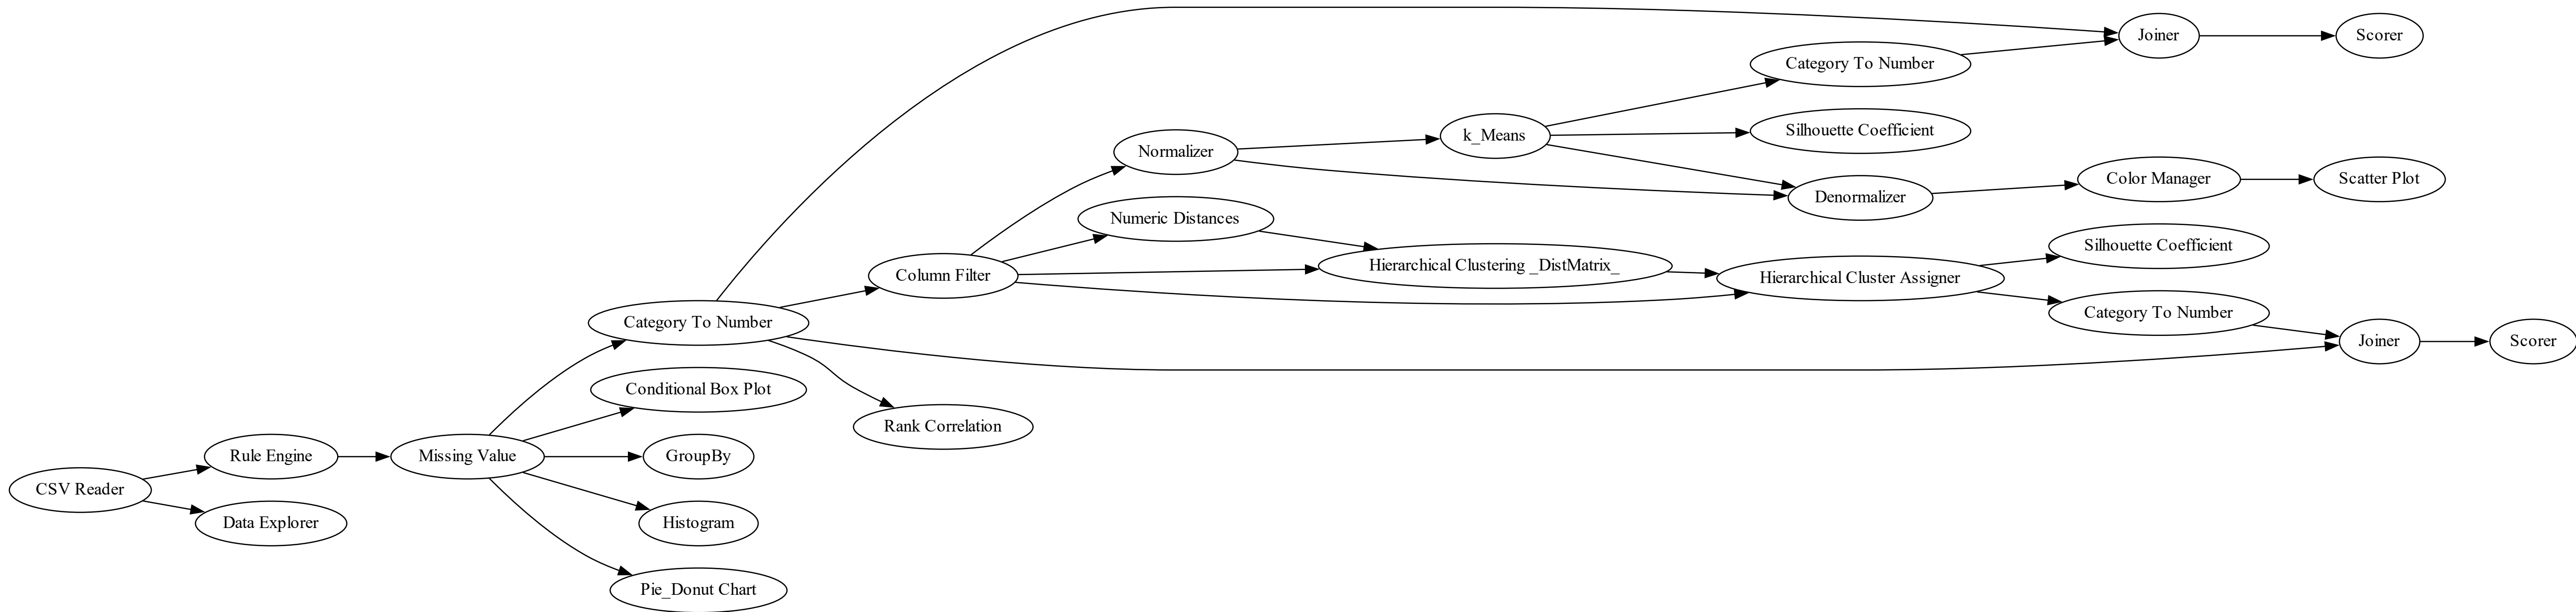 Joiner
Scorer
Category To Number
Silhouette Coefficient
k_Means
Normalizer
Denormalizer
Color Manager
Scatter Plot
Numeric Distances
Column Filter
Hierarchical Clustering _DistMatrix_
Hierarchical Cluster Assigner
Silhouette Coefficient
Category To Number
Joiner
Scorer
Category To Number
Conditional Box Plot
Rank Correlation
Rule Engine
Missing Value
GroupBy
CSV Reader
Data Explorer
Histogram
Pie_Donut Chart